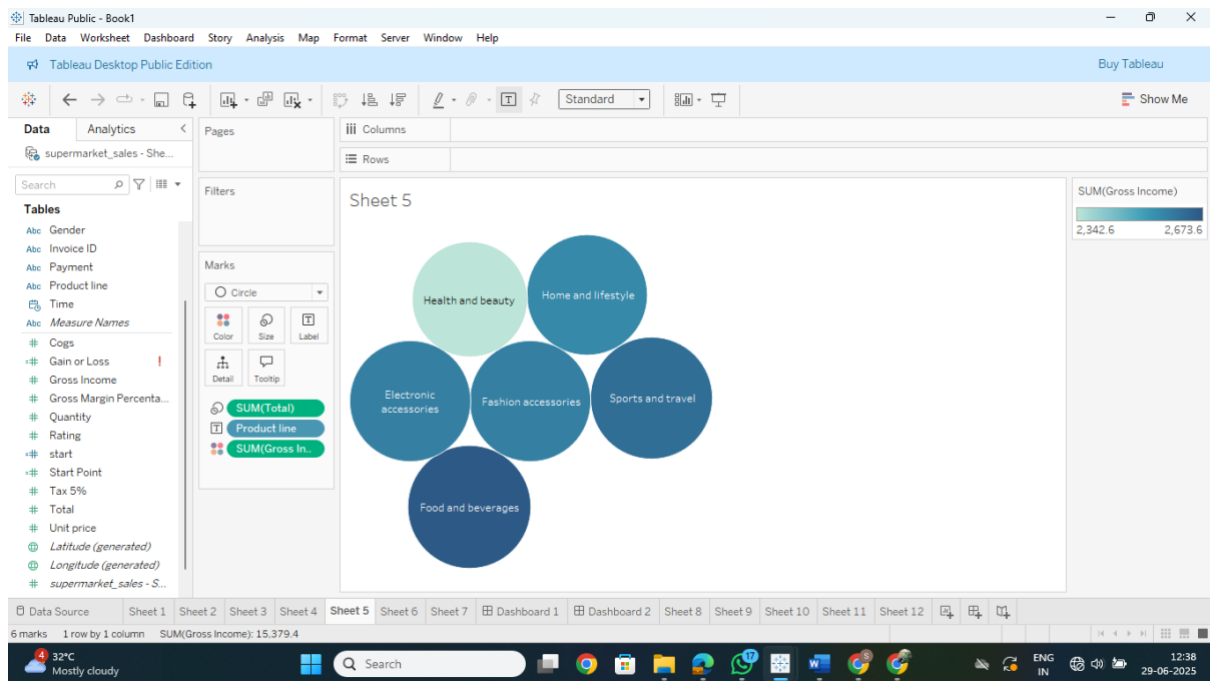 Tableau Public - Book1
File Data Worksheet Dashboard Story Analysis Map Format Server Window Help
Tableau Desktop Public Edition
Buy Tableau
Standard
Show Me
Data Analytics
supermarket_sales - She...
Search
Tables
Abc Gender
Abc Invoice ID
Abc Payment
Abc Product line
Time
Abc Measure Names
# Cogs
=# Gain or Loss !
# Gross Income
# Gross Margin Percenta...
# Quantity
# Rating
=# start
=# Start Point
# Tax 5%
# Total
# Unit price
Latitude (generated)
Longitude (generated)
# supermarket_sales - S...
Pages
Filters
Marks
Circle
Color Size Label
Detail Tooltip
SUM(Total)
T Product line
SUM(Gross In..
Columns
Rows
Sheet 5
Health and beauty
Home and lifestyle
Electronic
accessories
Fashion accessories
Sports and travel
Food and beverages
SUM(Gross Income)
2,342.6 2,673.6
Data Source Sheet 1 Sheet 2 Sheet 3 Sheet 4 Sheet 5 Sheet 6 Sheet 7 Dashboard 1 Dashboard 2 Sheet 8 Sheet 9 Sheet 10 Sheet 11 Sheet 12
6 marks 1 row by 1 column SUM(Gross Income): 15,379.4
4
32°C
Mostly cloudy
Search
17
ENG
IN
12:38
29-06-2025